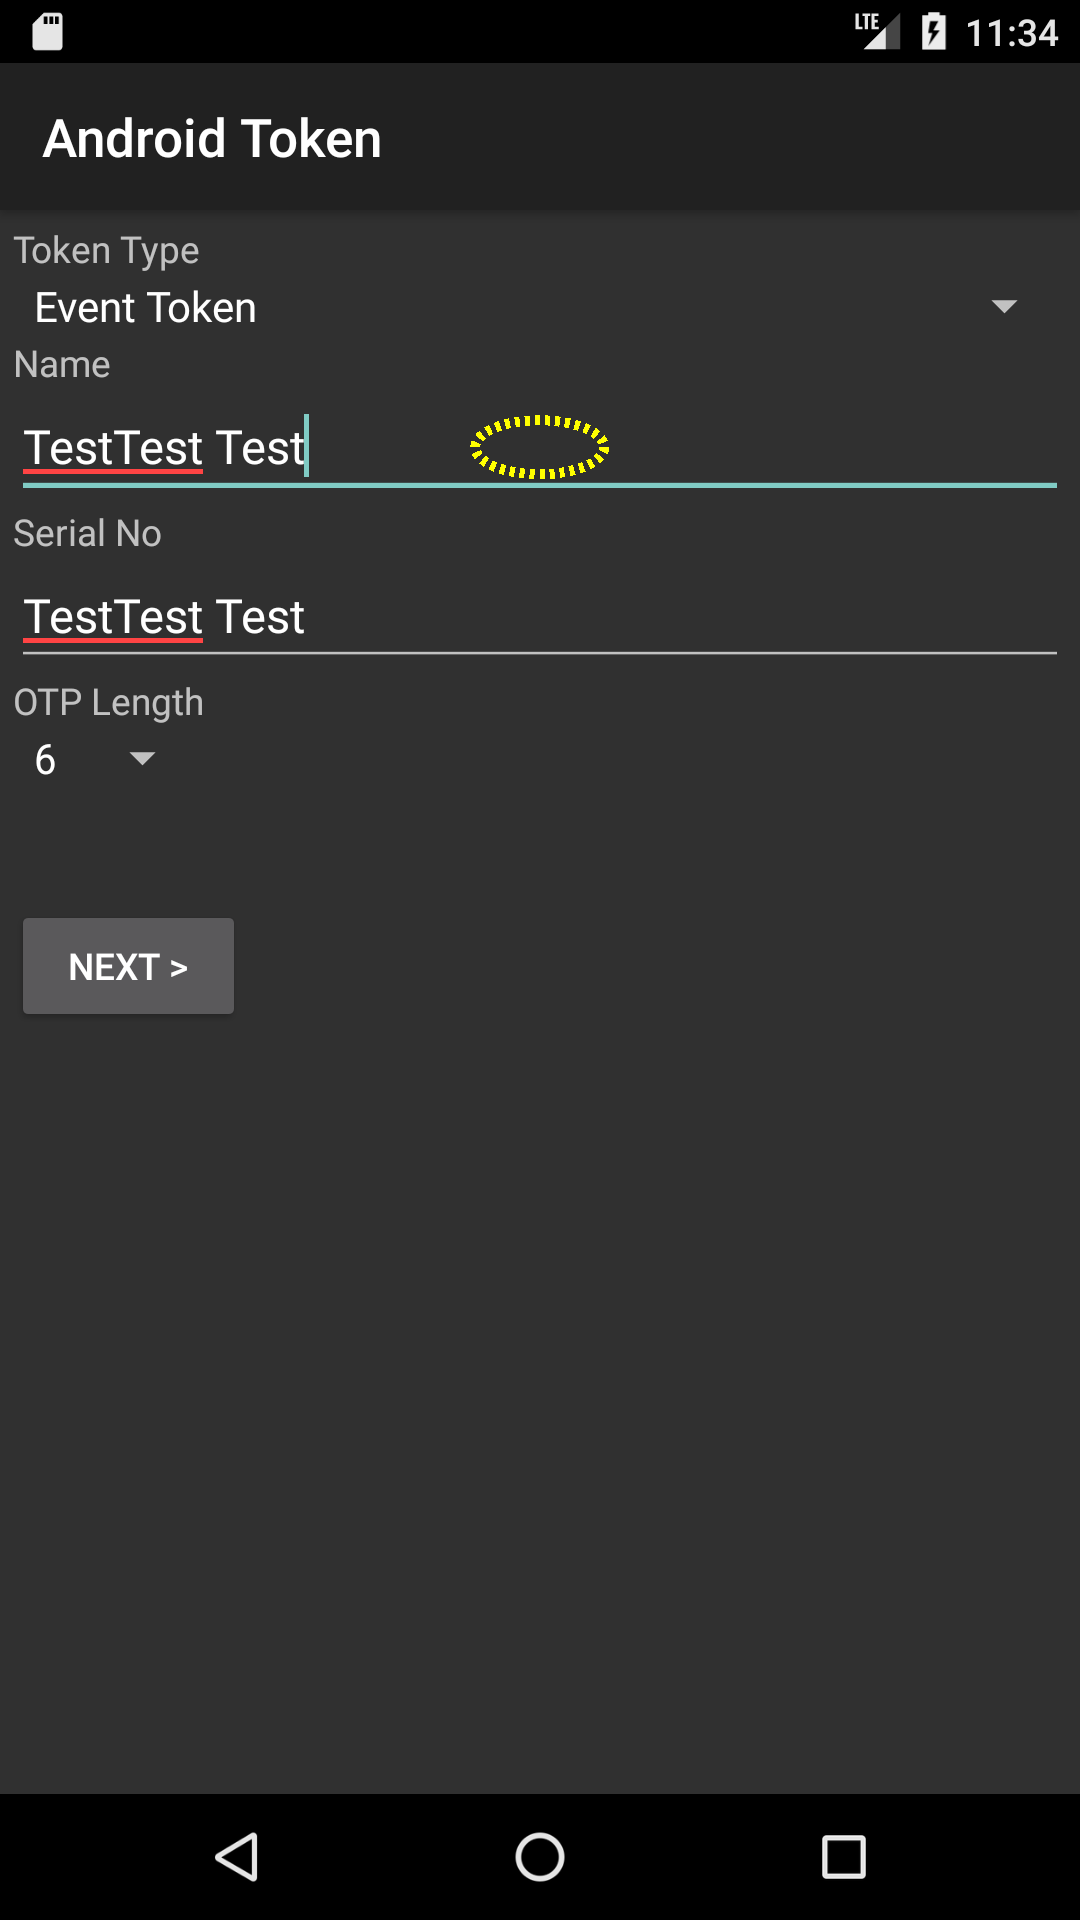 LTE 11:34
Android Token
Token Type
Event Token
Name
TestTest Test
Serial No
TestTest Test
OTP Length
6
NEXT >